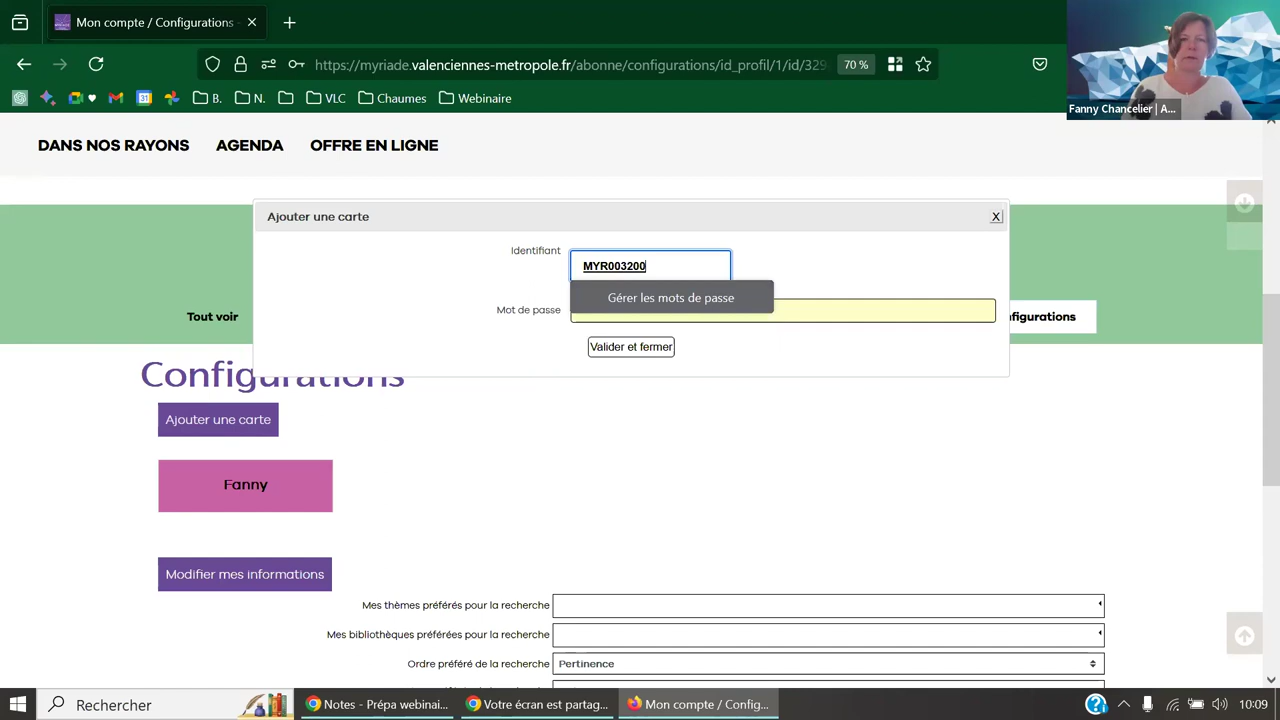 Mon compte / Configurations -
https://myriade.valenciennes-metropole.fr/abonne/configurations/id_profil/1/id/329
70 %
B.
N.
VLC
Chaumes
Webinaire
Fanny Chancelier | A...
DANS NOS RAYONS
AGENDA
OFFRE EN LIGNE
Ajouter une carte
X
Identifiant
MYR003200
Gérer les mots de passe
Mot de passe
Tout voir
figurations
Valider et fermer
Configurations
Ajouter une carte
Fanny
Modifier mes informations
Mes thèmes préférés pour la recherche
Mes bibliothèques préférées pour la recherche
Ordre préféré de la recherche
Pertinence
Rechercher
Notes - Prépa webinai...
Votre écran est partag...
Mon compte / Config...
10:09